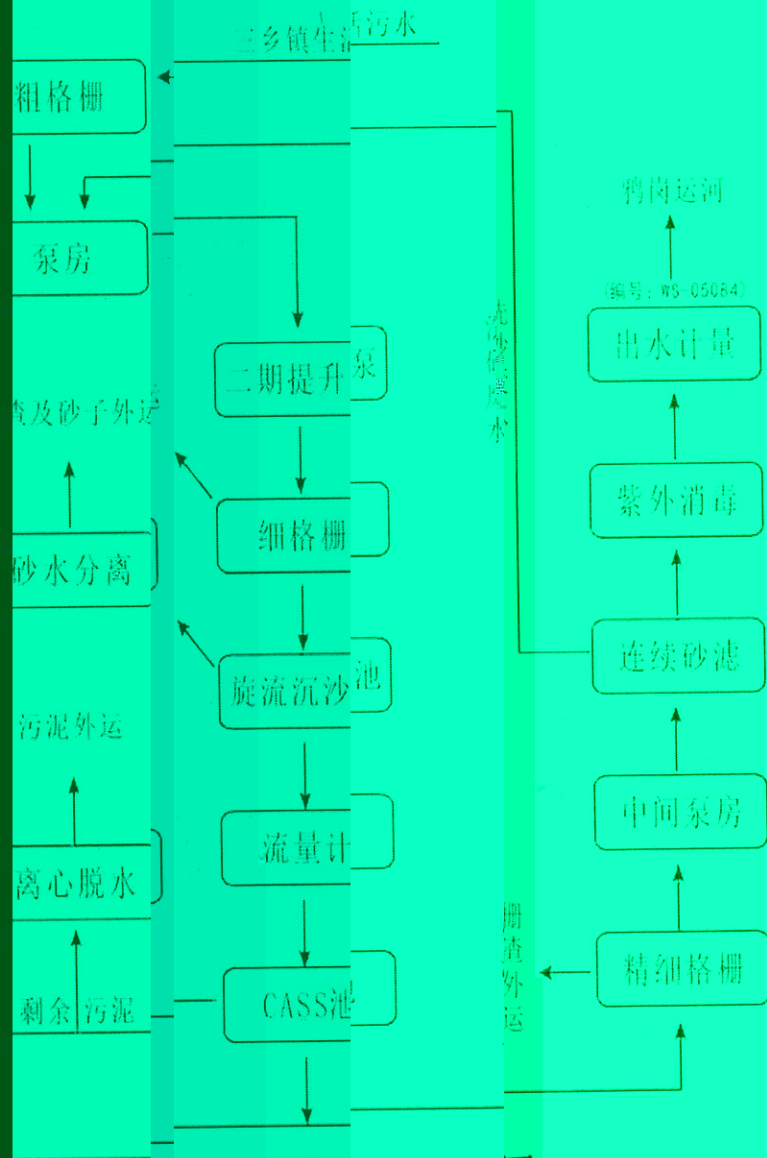 三乡镇生活污水
粗格栅
泵房
渣及砂子外运
砂水分离
污泥外运
离心脱水
剩余污泥
二期提升泵
细格栅
旋流沉沙池
流量计
CASS池
栅渣外运
鸭岗运河
(编号: WS-05084)
出水计量
紫外消毒
连续砂滤
中间泵房
精细格栅